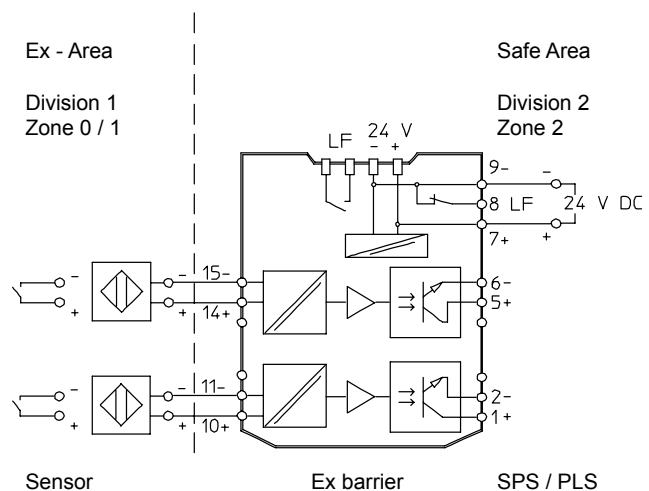 Ex - Area
Safe Area
Division 1
Zone 0 / 1
Division 2
Zone 2
LF
24 V
- +
9-
-
8 LF
24 V DC
7+
+
- - 15-
+ + 14+
6-
5+
- - 11-
+ + 10+
2-
1+
Sensor
Ex barrier
SPS / PLS